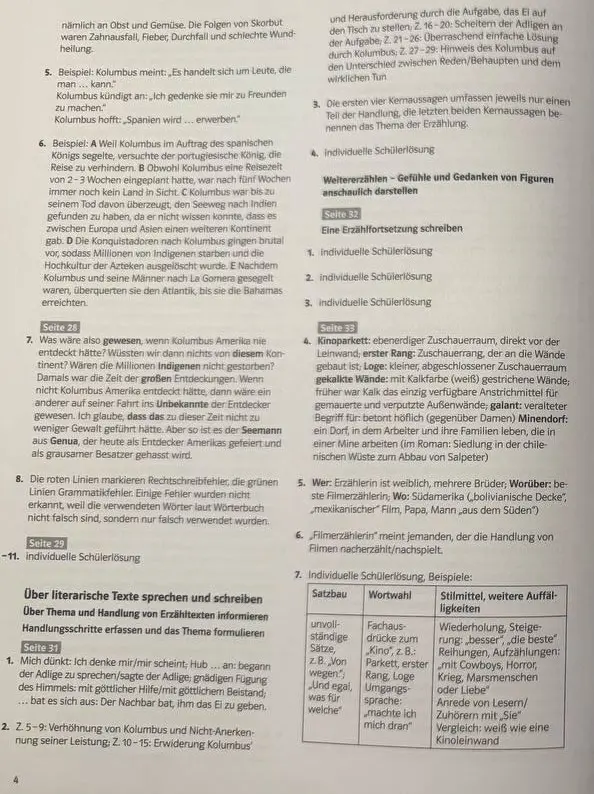 nämlich an Obst und Gemüse. Die Folgen von Skorbut
waren Zahnausfall, Fieber, Durchfall und schlechte Wund-
heilung.
5. Beispiel: Kolumbus meint: „Es handelt sich um Leute, die
man ... kann."
Kolumbus kündigt an: „Ich gedenke sie mir zu Freunden
zu machen."
Kolumbus hofft: „Spanien wird ... erwerben."
6. Beispiel: A Weil Kolumbus im Auftrag des spanischen
Königs segelte, versuchte der portugiesische König, die
Reise zu verhindern. B Obwohl Kolumbus eine Reisezeit
von 2–3 Wochen eingeplant hatte, war nach fünf Wochen
immer noch kein Land in Sicht. C Kolumbus war bis zu
seinem Tod davon überzeugt, den Seeweg nach Indien
gefunden zu haben, da er nicht wissen konnte, dass es
zwischen Europa und Asien einen weiteren Kontinent
gab. D Die Konquistadoren nach Kolumbus gingen brutal
vor, sodass Millionen von Indigenen starben und die
Hochkultur der Azteken ausgelöscht wurde. E Nachdem
Kolumbus und seine Männer nach La Gomera gesegelt
waren, überquerten sie den Atlantik, bis sie die Bahamas
erreichten.
Seite 28
7. Was wäre also gewesen, wenn Kolumbus Amerika nie
entdeckt hätte? Wüssten wir dann nichts von diesem Kon-
tinent? Wären die Millionen Indigenen nicht gestorben?
Damals war die Zeit der großen Entdeckungen. Wenn
nicht Kolumbus Amerika entdeckt hätte, dann wäre ein
anderer auf seiner Fahrt ins Unbekannte der Entdecker
gewesen. Ich glaube, dass das zu dieser Zeit nicht zu
weniger Gewalt geführt hätte. Aber so ist es der Seemann
aus Genua, der heute als Entdecker Amerikas gefeiert und
als grausamer Besatzer gehasst wird.
8. Die roten Linien markieren Rechtschreibfehler, die grünen
Linien Grammatikfehler. Einige Fehler wurden nicht
erkannt, weil die verwendeten Wörter laut Wörterbuch
nicht falsch sind, sondern nur falsch verwendet wurden.
Seite 29
–11. individuelle Schülerlösung
Über literarische Texte sprechen und schreiben
Über Thema und Handlung von Erzähltexten informieren
Handlungsschritte erfassen und das Thema formulieren
Seite 31
1. Mich dünkt: Ich denke mir/mir scheint; Hub ... an: begann
der Adlige zu sprechen/sagte der Adlige; gnädigen Fügung
des Himmels: mit göttlicher Hilfe/mit göttlichem Beistand;
... bat es sich aus: Der Nachbar bat, ihm das Ei zu geben.
2. Z. 5–9: Verhöhnung von Kolumbus und Nicht-Anerken-
nung seiner Leistung; Z. 10–15: Erwiderung Kolumbus'
4
und Herausforderung durch die Aufgabe, das Ei auf
den Tisch zu stellen; Z. 16–20: Scheitern der Adligen an
der Aufgabe; Z. 21–26: Überraschend einfache Lösung
durch Kolumbus; Z. 27–29: Hinweis des Kolumbus auf
den Unterschied zwischen Reden/Behaupten und dem
wirklichen Tun
3. Die ersten vier Kernaussagen umfassen jeweils nur einen
Teil der Handlung, die letzten beiden Kernaussagen be-
nennen das Thema der Erzählung.
4. individuelle Schülerlösung
Weitererzählen – Gefühle und Gedanken von Figuren
anschaulich darstellen
Seite 32
Eine Erzählfortsetzung schreiben
1. individuelle Schülerlösung
2. individuelle Schülerlösung
3. individuelle Schülerlösung
Seite 33
4. Kinoparkett: ebenerdiger Zuschauerraum, direkt vor der
Leinwand; erster Rang: Zuschauerrang, der an die Wände
gebaut ist; Loge: kleiner, abgeschlossener Zuschauerraum
gekalkte Wände: mit Kalkfarbe (weiß) gestrichene Wände;
früher war Kalk das einzig verfügbare Anstrichmittel für
gemauerte und verputzte Außenwände; galant: veralteter
Begriff für: betont höflich (gegenüber Damen) Minendorf:
ein Dorf, in dem Arbeiter und ihre Familien leben, die in
einer Mine arbeiten (im Roman: Siedlung in der chile-
nischen Wüste zum Abbau von Salpeter)
5. Wer: Erzählerin ist weiblich, mehrere Brüder; Worüber: be-
ste Filmerzählerin; Wo: Südamerika („bolivianische Decke",
„mexikanischer" Film, Papa, Mann „aus dem Süden")
6. „Filmerzählerin" meint jemanden, der die Handlung von
Filmen nacherzählt/nachspielt.
7. Individuelle Schülerlösung, Beispiele:
Satzbau Wortwahl Stilmittel, weitere Auffäl-
ligkeiten
unvoll-
ständige
Sätze,
z.B. „Von
wegen";
„Und egal,
was für
welche"
Fachaus-
drücke zum
„Kino", z.B.:
Parkett, erster
Rang, Loge
Umgangs-
sprache:
„machte ich
mich dran"
Wiederholung, Steige-
rung: „besser", „die beste"
Reihungen, Aufzählungen:
„mit Cowboys, Horror,
Krieg, Marsmenschen
oder Liebe"
Anrede von Lesern/
Zuhörern mit „Sie"
Vergleich: weiß wie eine
Kinoleinwand